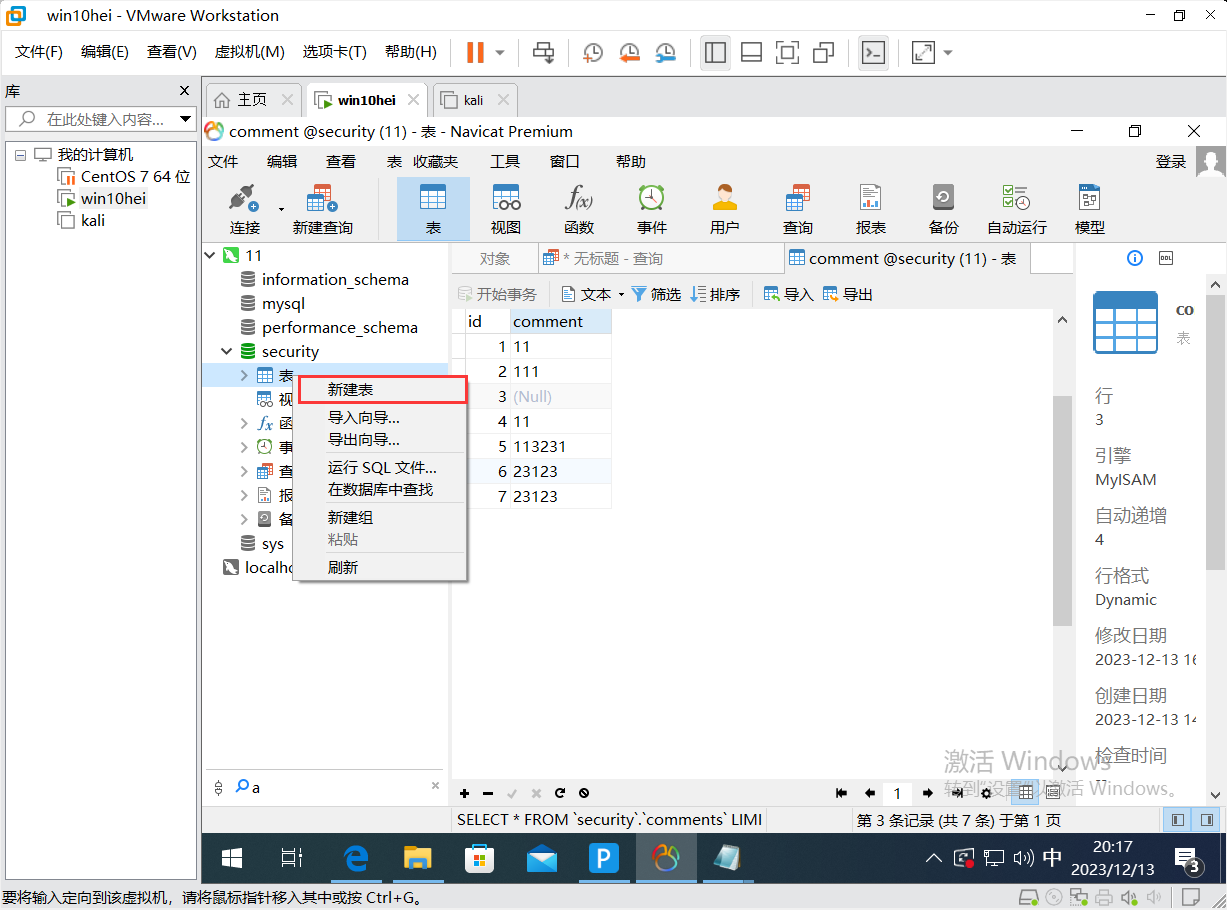 win10hei - VMware Workstation
文件(F) 编辑(E) 查看(V) 虚拟机(M) 选项卡(T) 帮助(H)
库
在此处键入内容...
我的计算机
CentOS 7 64 位
win10hei
kali
主页 win10hei kali
comment @security (11) - 表 - Navicat Premium
文件 编辑 查看 表 收藏夹 工具 窗口 帮助 登录
连接 新建查询 表 视图 函数 事件 用户 查询 报表 备份 自动运行 模型
11
information_schema
mysql
performance_schema
security
表
视
函
事
查
报
备
sys
localho
a
新建表
导入向导...
导出向导...
运行 SQL 文件...
在数据库中查找
新建组
粘贴
刷新
对象 * 无标题 - 查询 comment @security (11) - 表
开始事务 文本 筛选 排序 导入 导出
id comment
1 11
2 111
3 (Null)
4 11
5 113231
6 23123
7 23123
DDL
co
表
行
3
引擎
MyISAM
自动递增
4
行格式
Dynamic
修改日期
2023-12-13 16
创建日期
2023-12-13 14
检查时间
激活 Windows
转到"设置"以激活 Windows。
1
SELECT * FROM `security`.`comments` LIMI
第 3 条记录 (共 7 条) 于第 1 页
中
20:17
2023/12/13
3
要将输入定向到该虚拟机，请将鼠标指针移入其中或按 Ctrl+G。